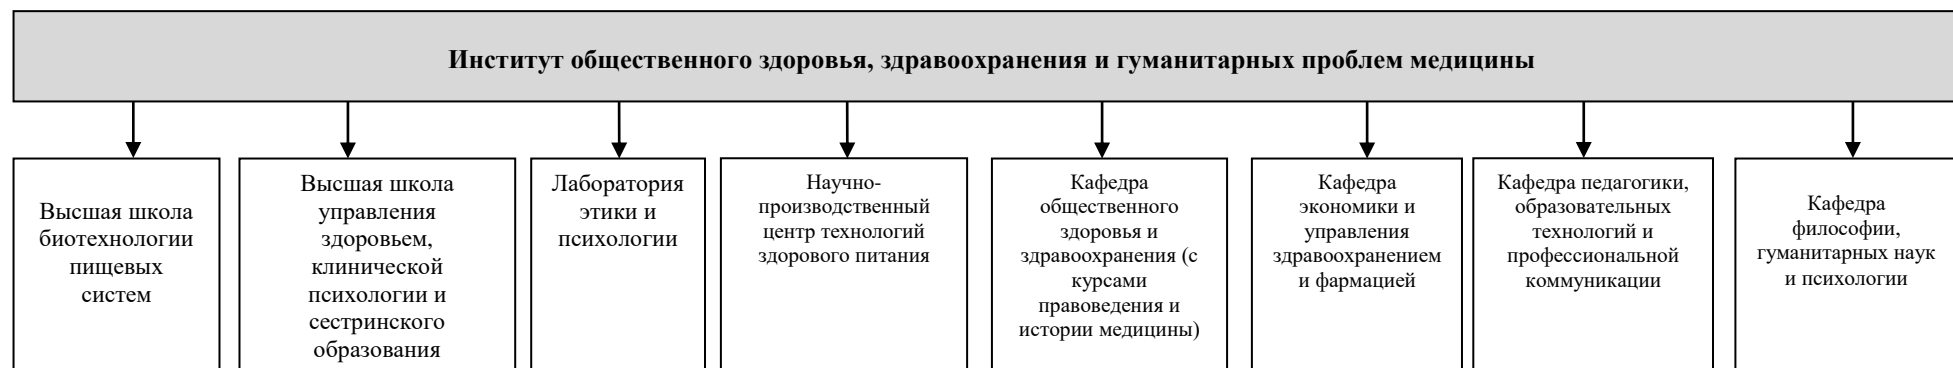 Институт общественного здоровья, здравоохранения и гуманитарных проблем медицины
Высшая школа
биотехнологии
пищевых
систем
Высшая школа
управления
здоровьем,
клинической
психологии и
сестринского
образования
Лаборатория
этики и
психологии
Научно-
производственный
центр технологий
здорового питания
Кафедра
общественного
здоровья и
здравоохранения (с
курсами
правоведения и
истории медицины)
Кафедра
экономики и
управления
здравоохранением
и фармацией
Кафедра педагогики,
образовательных
технологий и
профессиональной
коммуникации
Кафедра
философии,
гуманитарных наук
и психологии